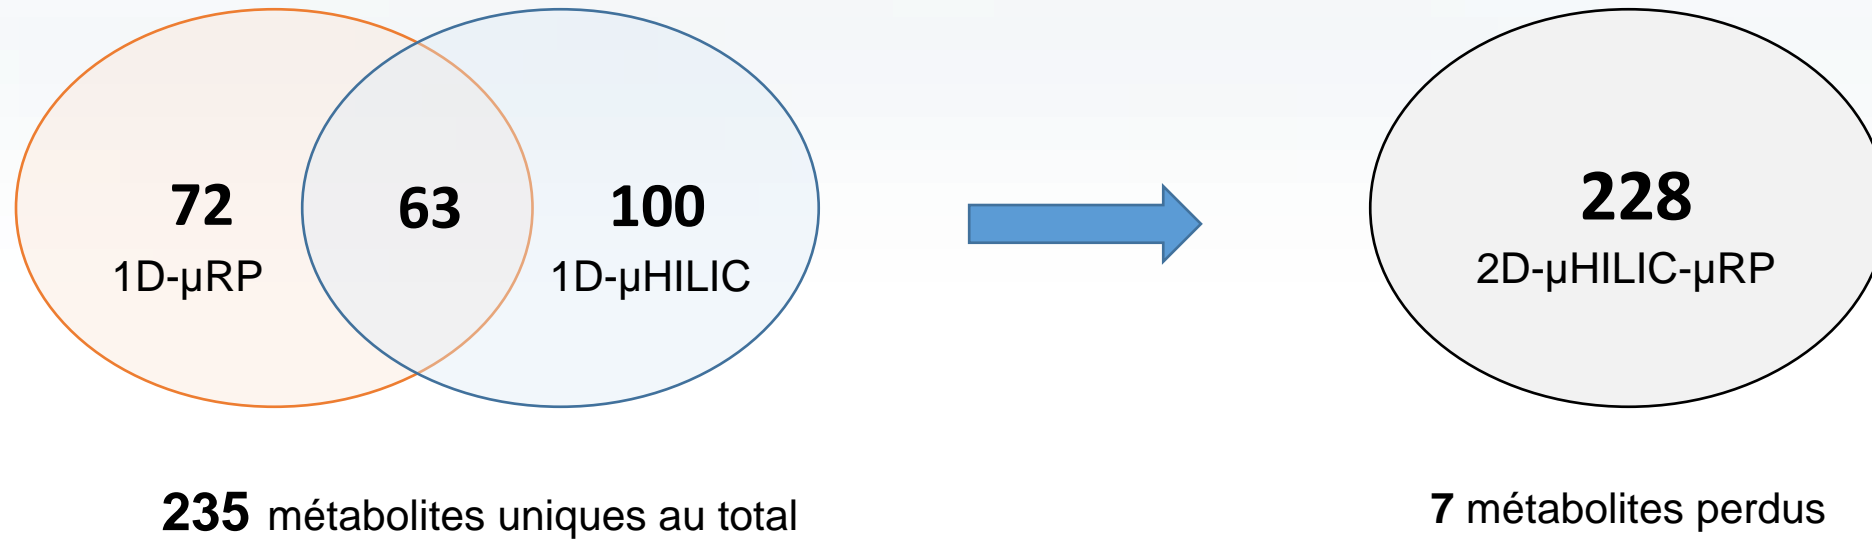 72 63 100
1D-µRP 1D-µHILIC
228
2D-µHILIC-µRP
235 métabolites uniques au total
7 métabolites perdus